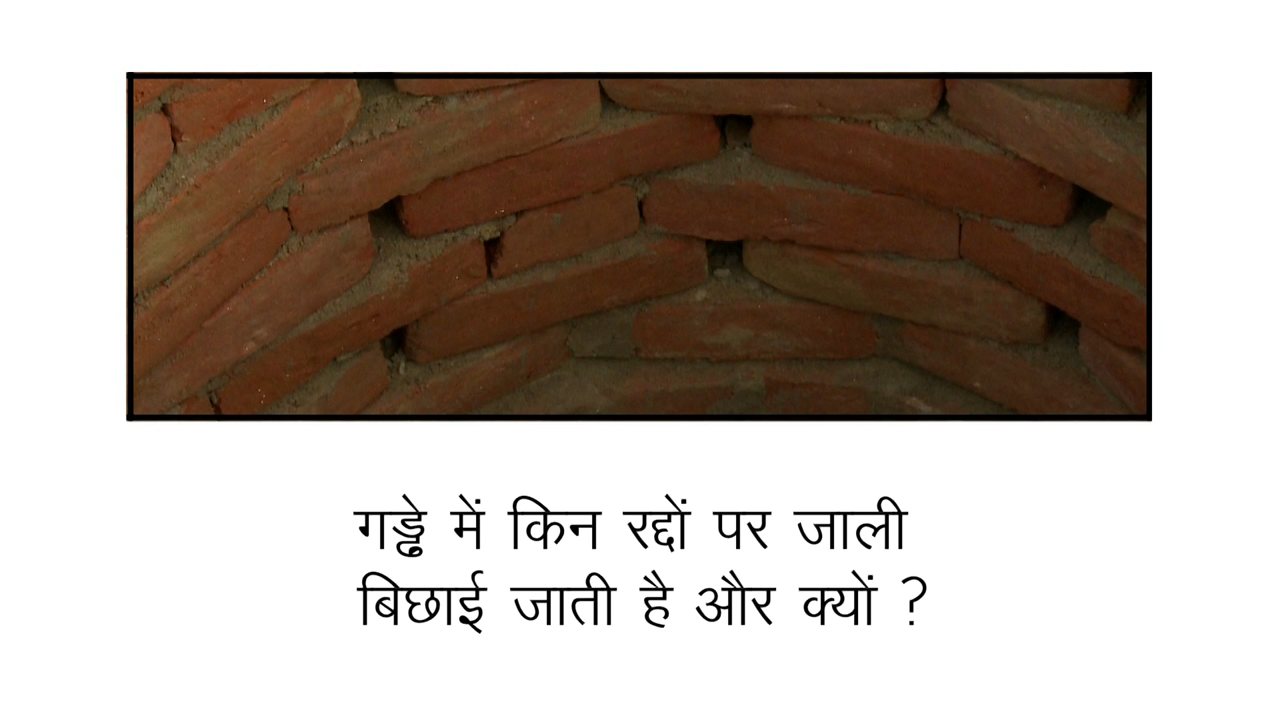 गड्ढे में किन रद्दों पर जाली
बिछाई जाती है और क्यों ?